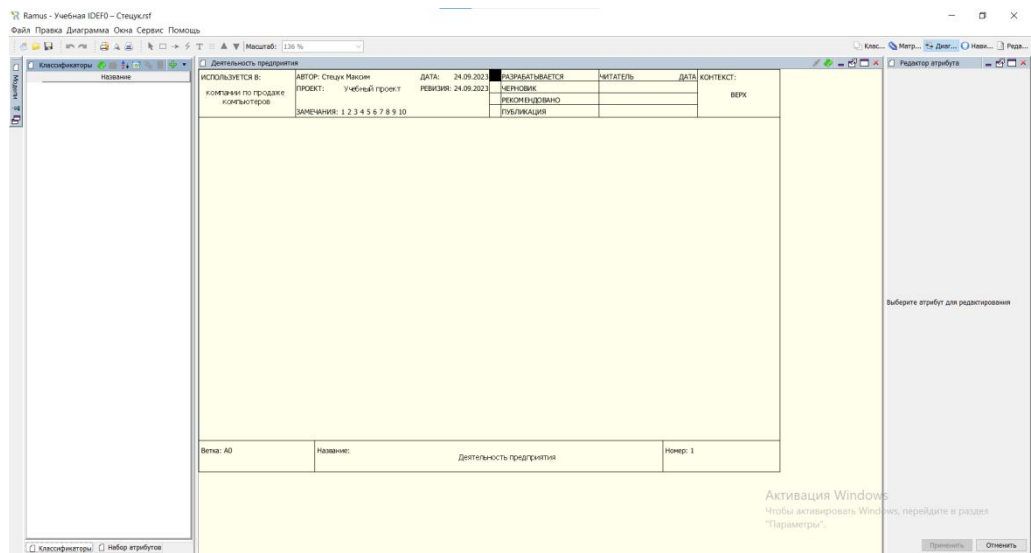 Ramus - Учебная IDEF0 – Стецук.rsf
Файл Правка Диаграмма Окна Сервис Помощь
Масштаб: 136 %
Клас... Матр... Диаг... Нави... Реда...
Модели
Классификаторы
Название
Деятельность предприятия
Редактор атрибута
ИСПОЛЬЗУЕТСЯ В:
компании по продаже
компьютеров
АВТОР: Стецук Максим
ДАТА: 24.09.2023
ПРОЕКТ: Учебный проект
РЕВИЗИЯ: 24.09.2023
ЗАМЕЧАНИЯ: 1 2 3 4 5 6 7 8 9 10
РАЗРАБАТЫВАЕТСЯ
ЧЕРНОВИК
РЕКОМЕНДОВАНО
ПУБЛИКАЦИЯ
ЧИТАТЕЛЬ
ДАТА
КОНТЕКСТ:
ВЕРХ
Выберите атрибут для редактирования
Ветка: A0
Название:
Деятельность предприятия
Номер: 1
Активация Windows
Чтобы активировать Windows, перейдите в раздел
"Параметры".
Классификаторы Набор атрибутов
Применить Отменить